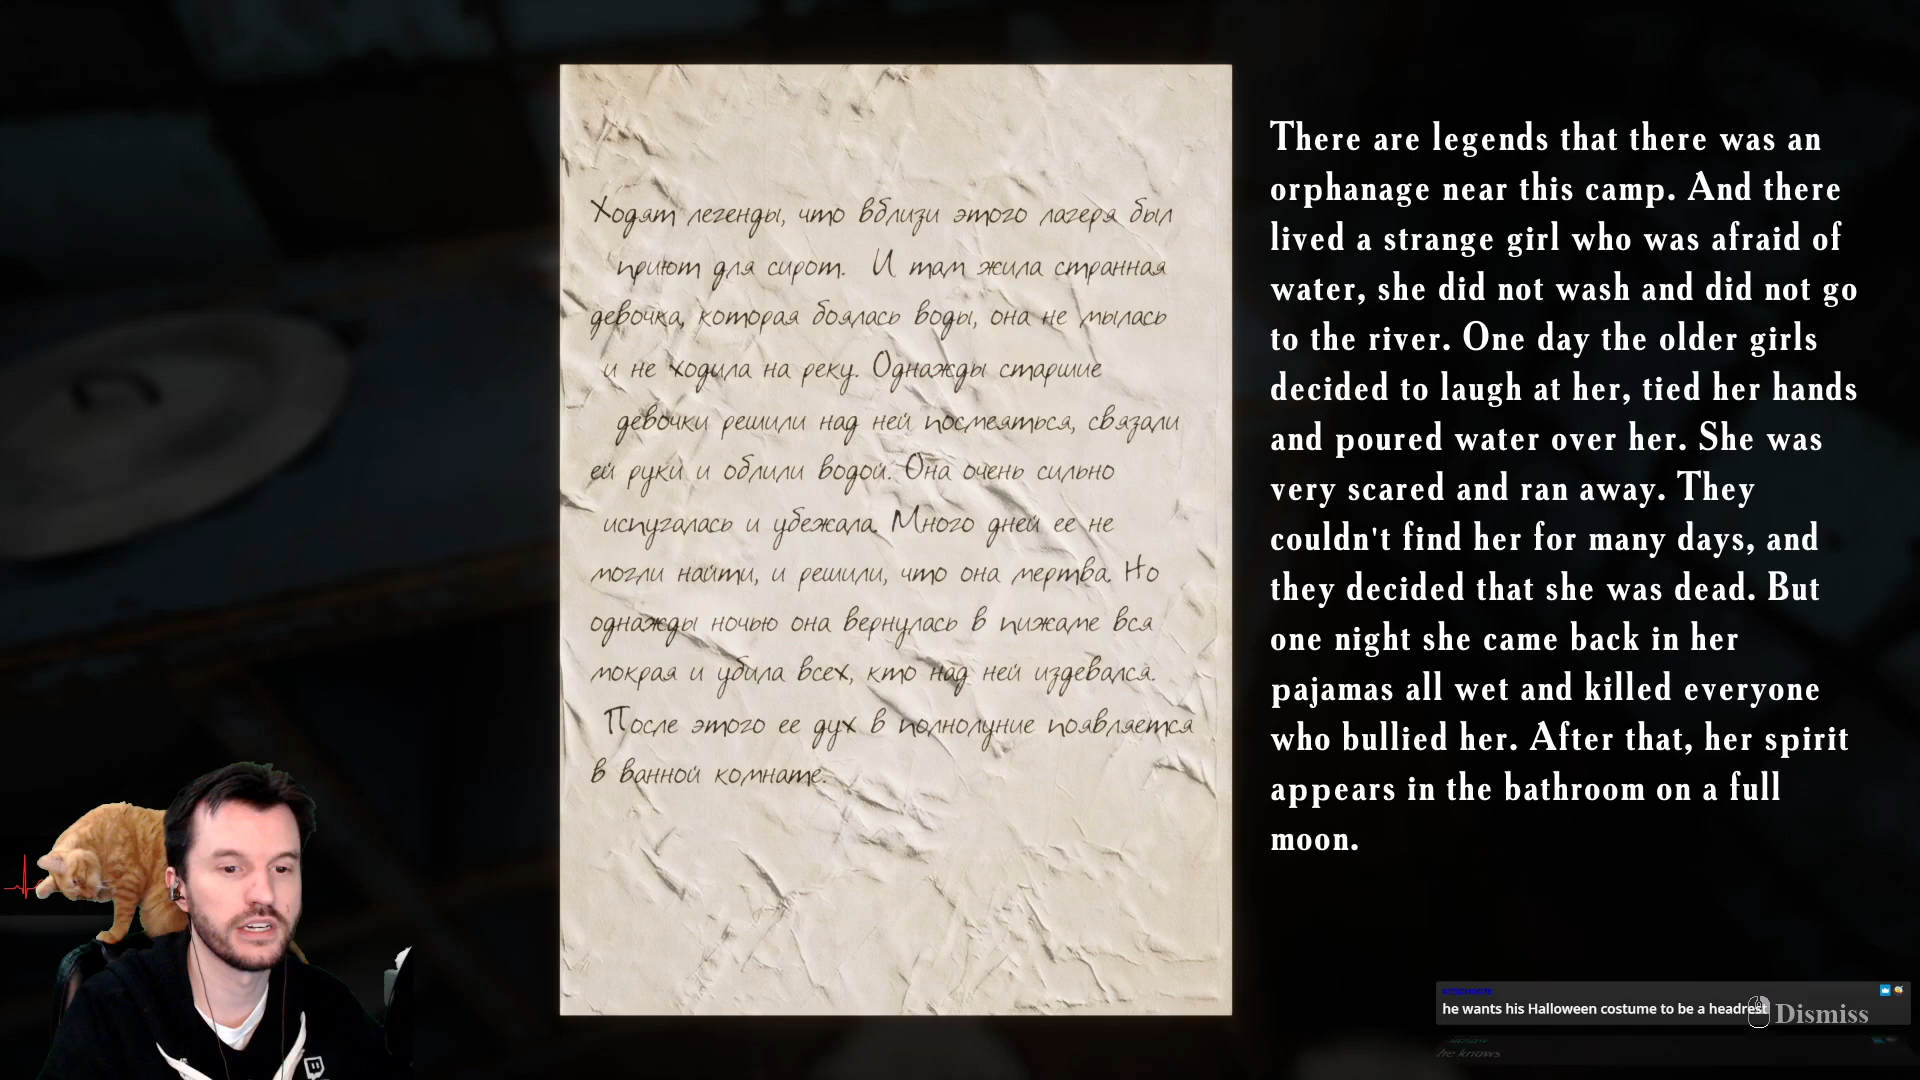 Ходят легенды, что вблизи этого лагеря был
приют для сирот. И там жила странная
девочка, которая боялась воды, она не мылась
и не ходила на реку. Однажды старшие
девочки решили над ней посмеяться, связали
ей руки и облили водой. Она очень сильно
испугалась и убежала. Много дней ее не
могли найти, и решили, что она мертва. Но
однажды ночью она вернулась в пижаме вся
мокрая и убила всех, кто над ней издевался.
После этого ее дух в полнолуние появляется
в ванной комнате.
There are legends that there was an
orphanage near this camp. And there
lived a strange girl who was afraid of
water, she did not wash and did not go
to the river. One day the older girls
decided to laugh at her, tied her hands
and poured water over her. She was
very scared and ran away. They
couldn't find her for many days, and
they decided that she was dead. But
one night she came back in her
pajamas all wet and killed everyone
who bullied her. After that, her spirit
appears in the bathroom on a full
moon.
he wants his Halloween costume to be a headrest
Dismiss
he knows